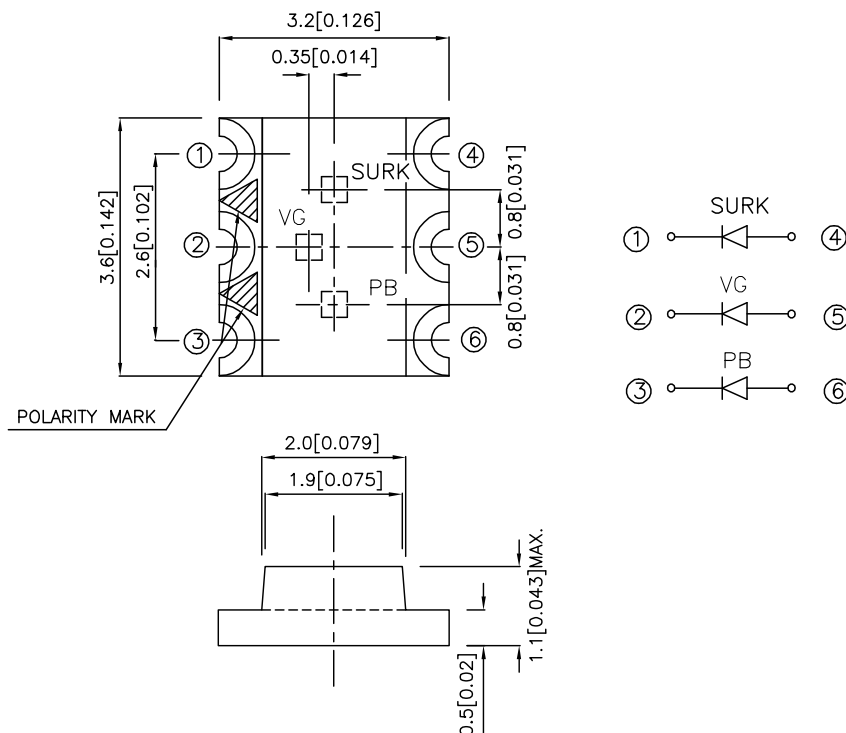 3.2[0.126]
0.35[0.014]
① ④
SURK
3.6[0.142]
2.6[0.102]
0.8[0.031]
VG
② ⑤
PB
0.8[0.031]
③ ⑥
POLARITY MARK
SURK
① ④
VG
② ⑤
PB
③ ⑥
2.0[0.079]
1.9[0.075]
1.1[0.043]MAX.
0.5[0.02]